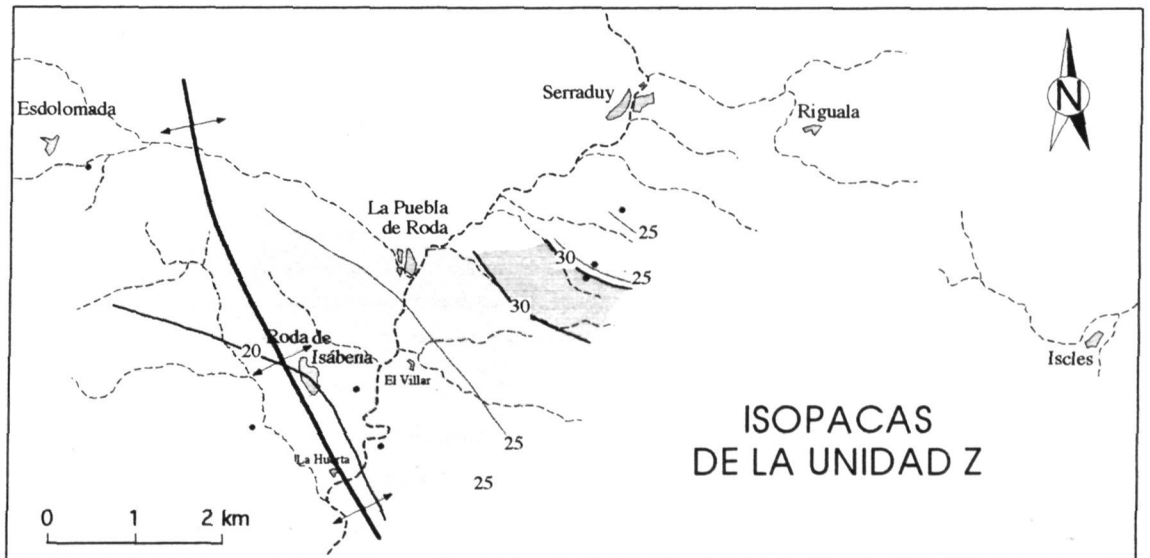 N
Esdolomada
Serraduy
Riguala
La Puebla
de Roda
25
30
25
30
20
Roda de
Isábena
El Villar
Iscles
25
La Huerta
25
ISOPACAS
DE LA UNIDAD Z
0 1 2 km